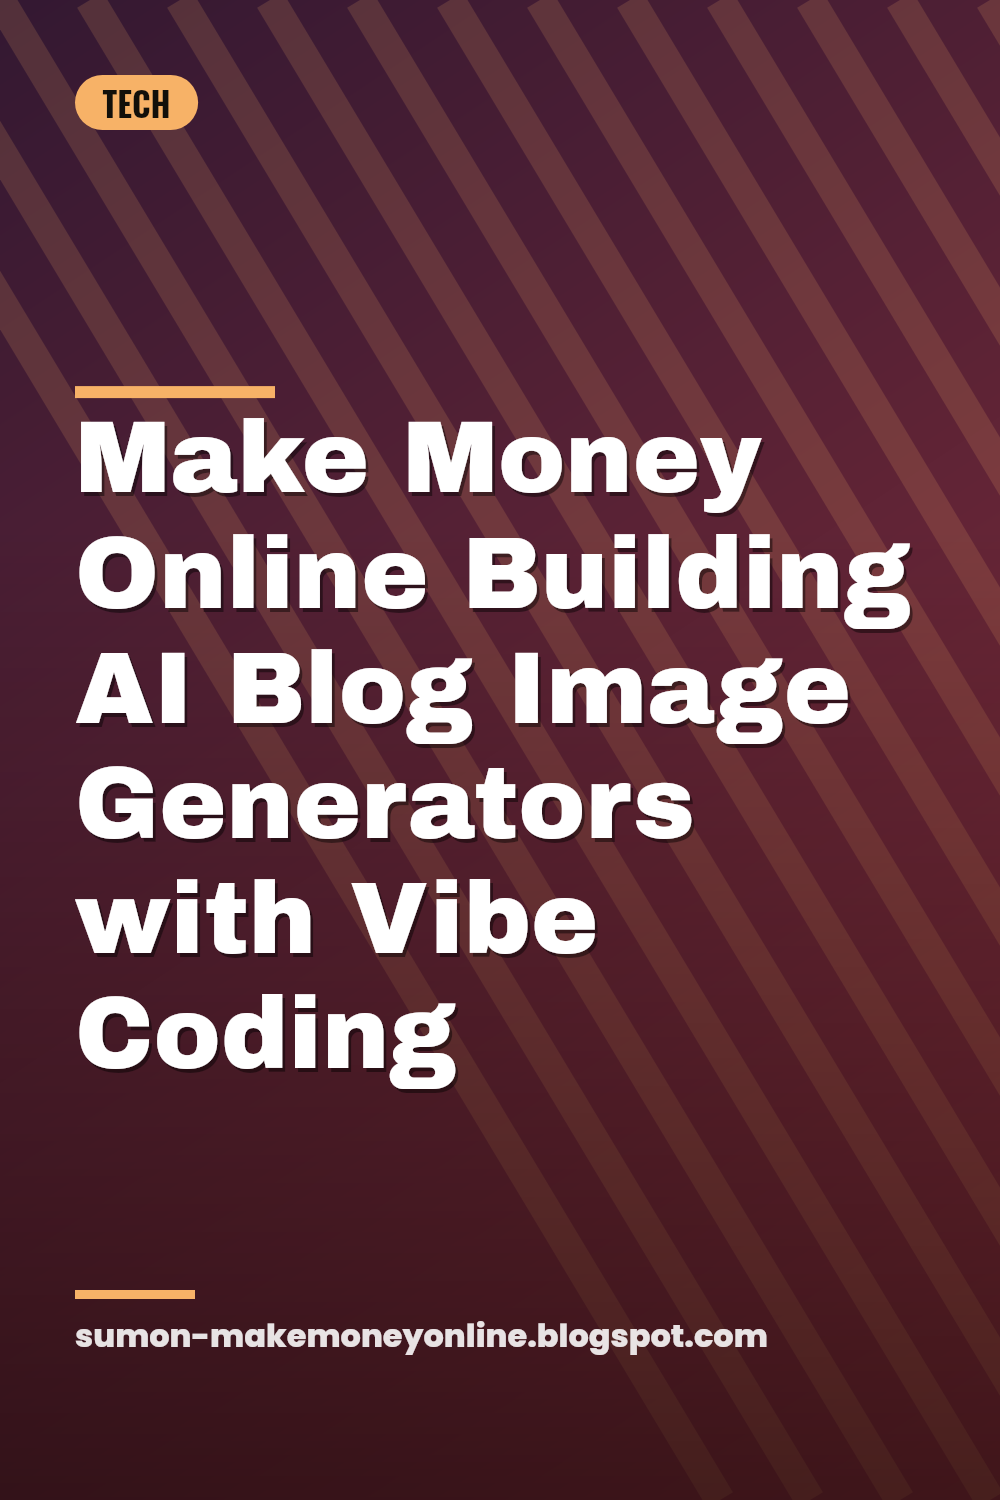 TECH
Make Money
Online Building
AI Blog Image
Generators
with Vibe
Coding
sumon-makemoneyonline.blogspot.com